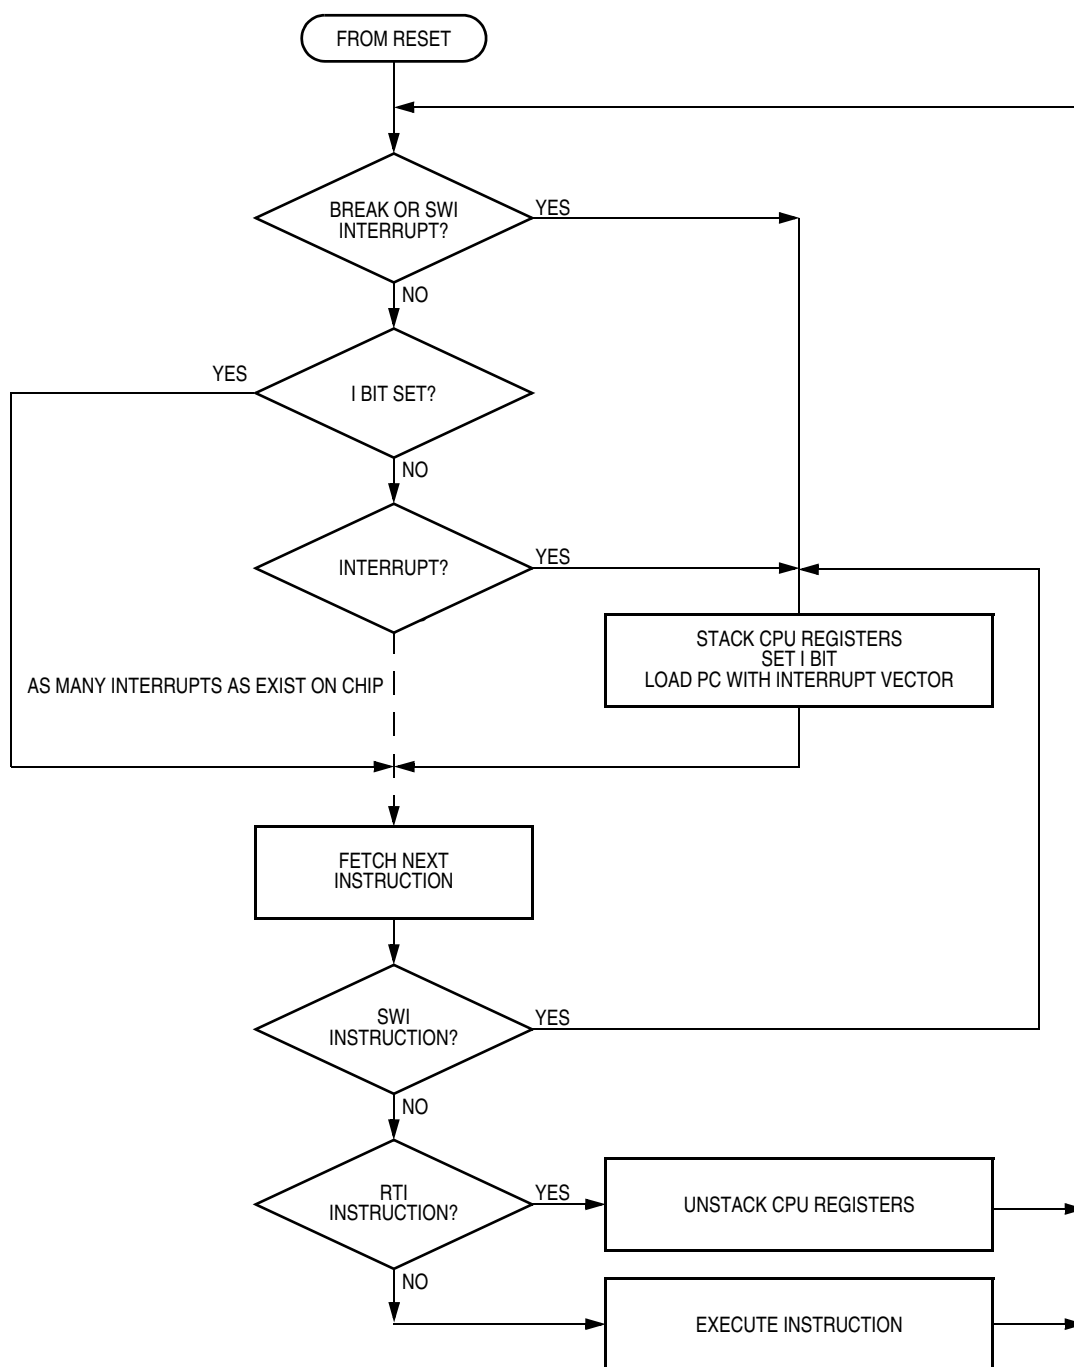 FROM RESET
BREAK OR SWI
INTERRUPT?
YES
NO
YES
I BIT SET?
NO
INTERRUPT?
YES
STACK CPU REGISTERS
SET I BIT
LOAD PC WITH INTERRUPT VECTOR
AS MANY INTERRUPTS AS EXIST ON CHIP
FETCH NEXT
INSTRUCTION
SWI
INSTRUCTION?
YES
NO
RTI
INSTRUCTION?
YES
UNSTACK CPU REGISTERS
NO
EXECUTE INSTRUCTION